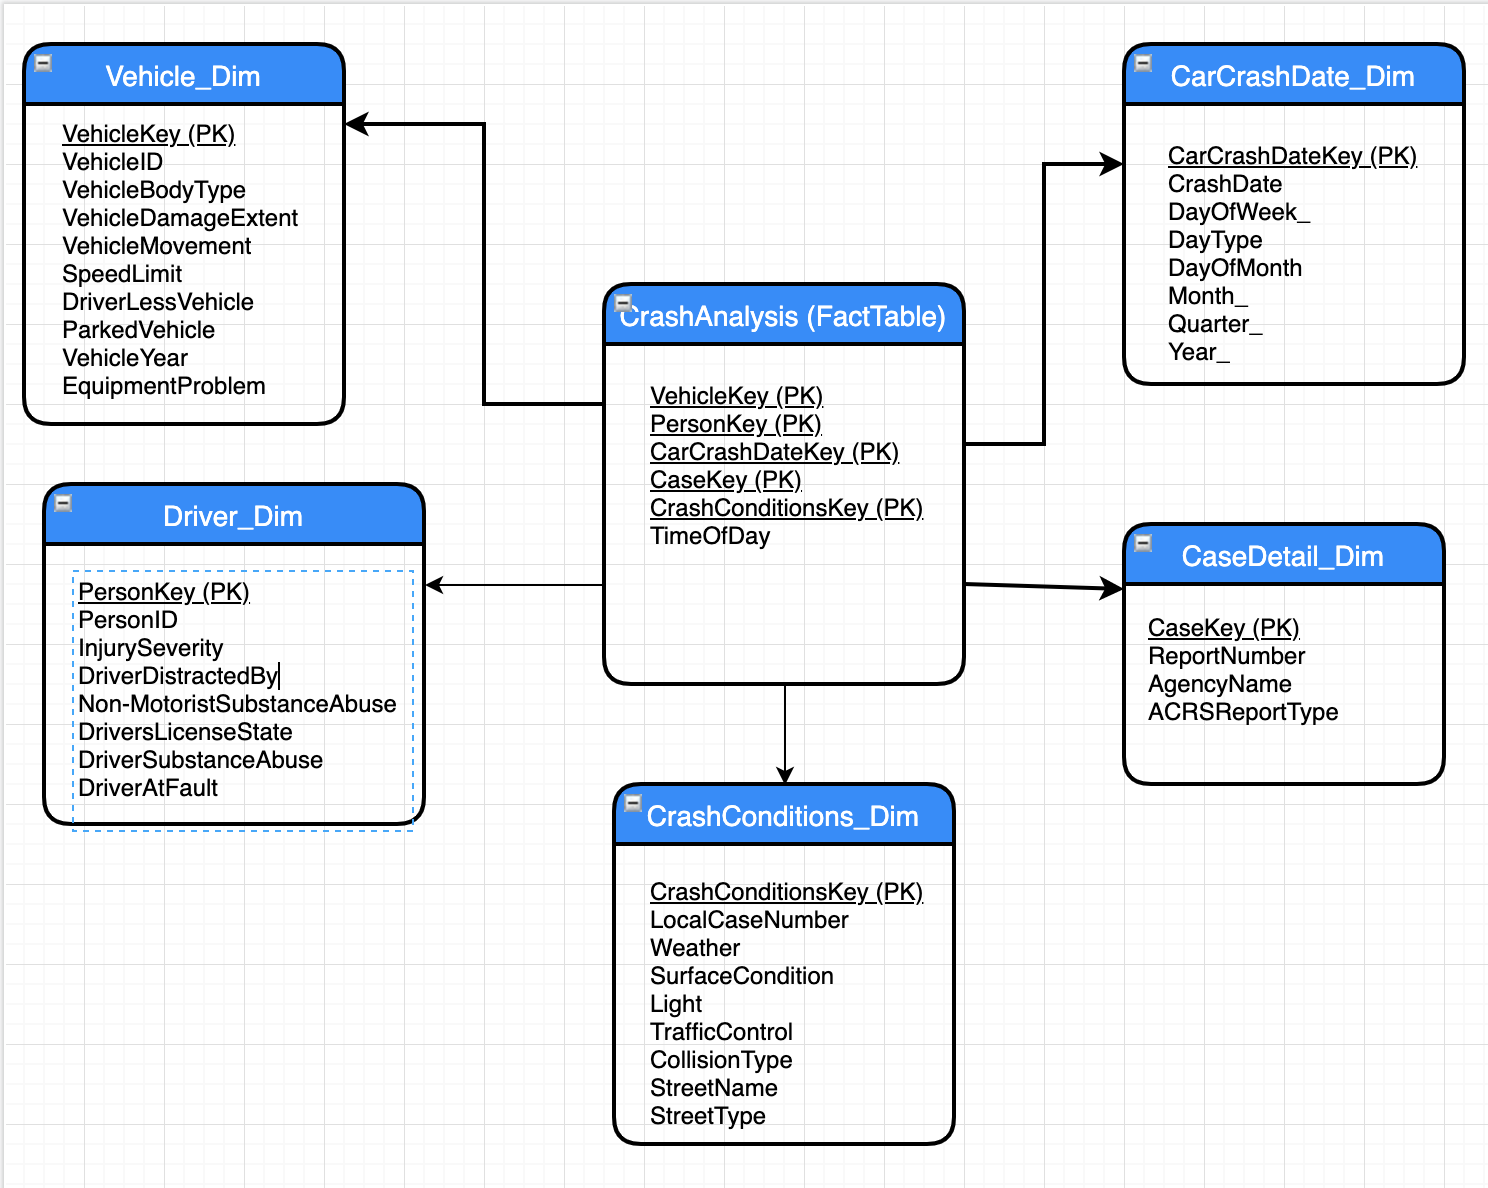 Vehicle_Dim
VehicleKey (PK)
VehicleID
VehicleBodyType
VehicleDamageExtent
VehicleMovement
SpeedLimit
DriverLessVehicle
ParkedVehicle
VehicleYear
EquipmentProblem
CarCrashDate_Dim
CarCrashDateKey (PK)
CrashDate
DayOfWeek_
DayType
DayOfMonth
Month_
Quarter_
Year_
CrashAnalysis (FactTable)
VehicleKey (PK)
PersonKey (PK)
CarCrashDateKey (PK)
CaseKey (PK)
CrashConditionsKey (PK)
TimeOfDay
Driver_Dim
PersonKey (PK)
PersonID
InjurySeverity
DriverDistractedBy
Non-MotoristSubstanceAbuse
DriversLicenseState
DriverSubstanceAbuse
DriverAtFault
CaseDetail_Dim
CaseKey (PK)
ReportNumber
AgencyName
ACRSReportType
CrashConditions_Dim
CrashConditionsKey (PK)
LocalCaseNumber
Weather
SurfaceCondition
Light
TrafficControl
CollisionType
StreetName
StreetType